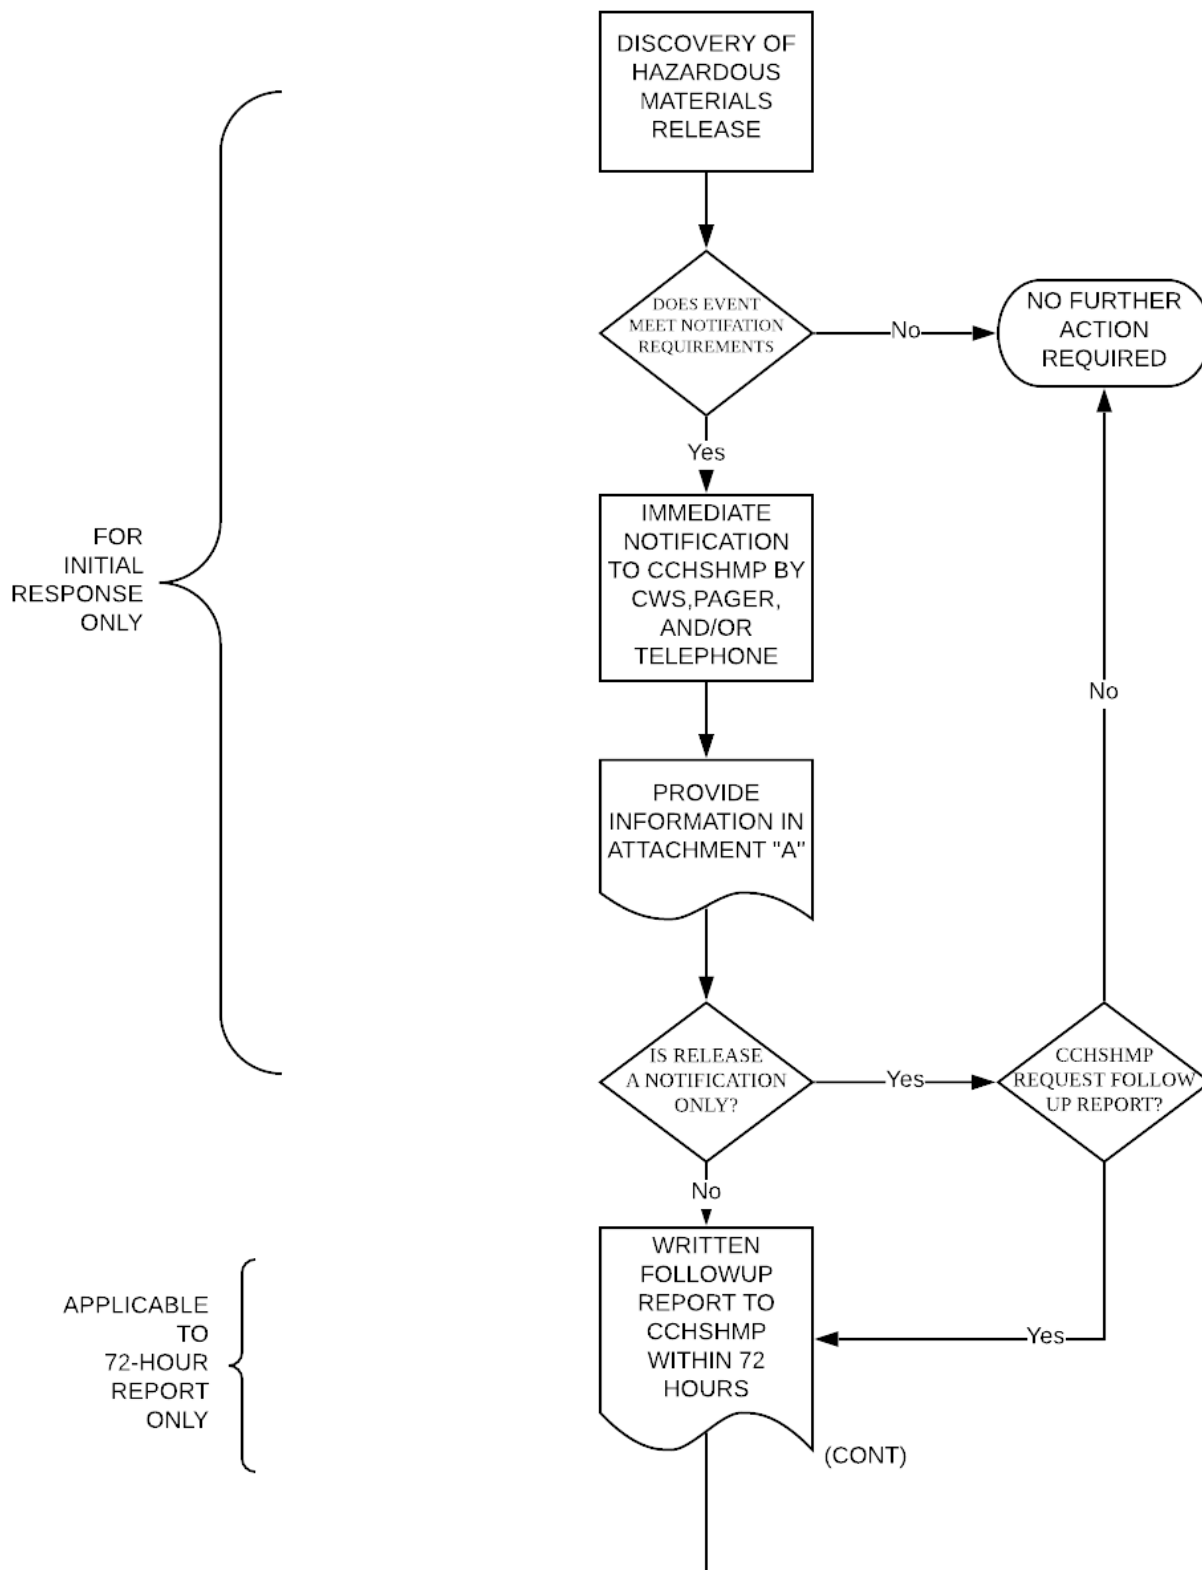 DISCOVERY OF
HAZARDOUS
MATERIALS
RELEASE
DOES EVENT
MEET NOTIFATION
REQUIREMENTS
No
NO FURTHER
ACTION
REQUIRED
Yes
IMMEDIATE
NOTIFICATION
TO CCHSHMP BY
CWS,PAGER,
AND/OR
TELEPHONE
FOR
INITIAL
RESPONSE
ONLY
No
PROVIDE
INFORMATION IN
ATTACHMENT "A"
IS RELEASE
A NOTIFICATION
ONLY?
Yes
CCHSHMP
REQUEST FOLLOW
UP REPORT?
No
WRITTEN
FOLLOWUP
REPORT TO
CCHSHMP
WITHIN 72
HOURS
Yes
APPLICABLE
TO
72-HOUR
REPORT
ONLY
(CONT)